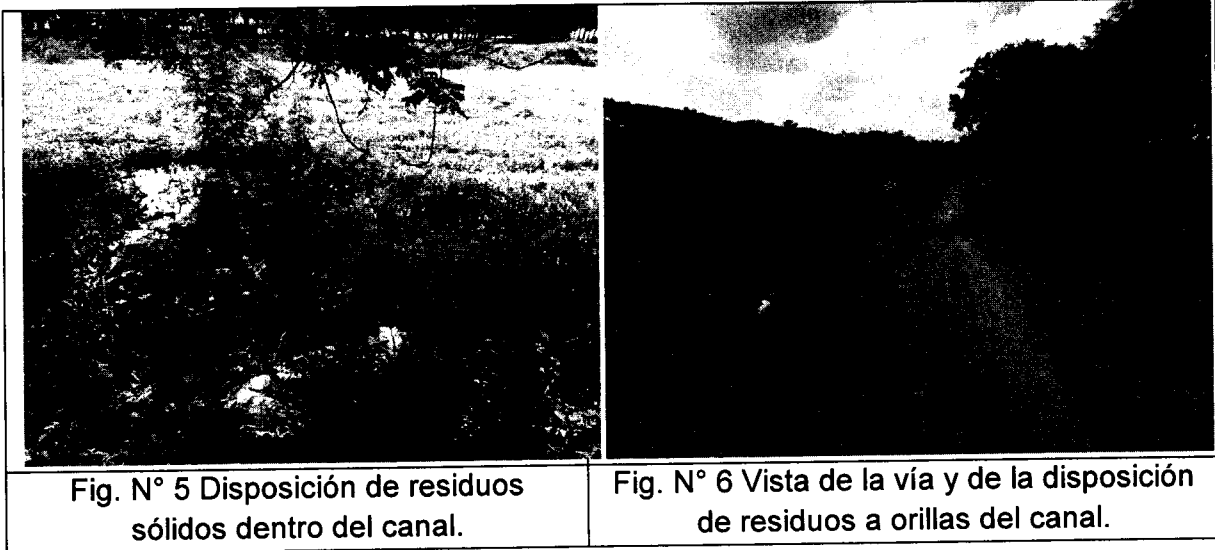 Fig. N° 5 Disposición de residuos
sólidos dentro del canal.
Fig. N° 6 Vista de la vía y de la disposición
de residuos a orillas del canal.